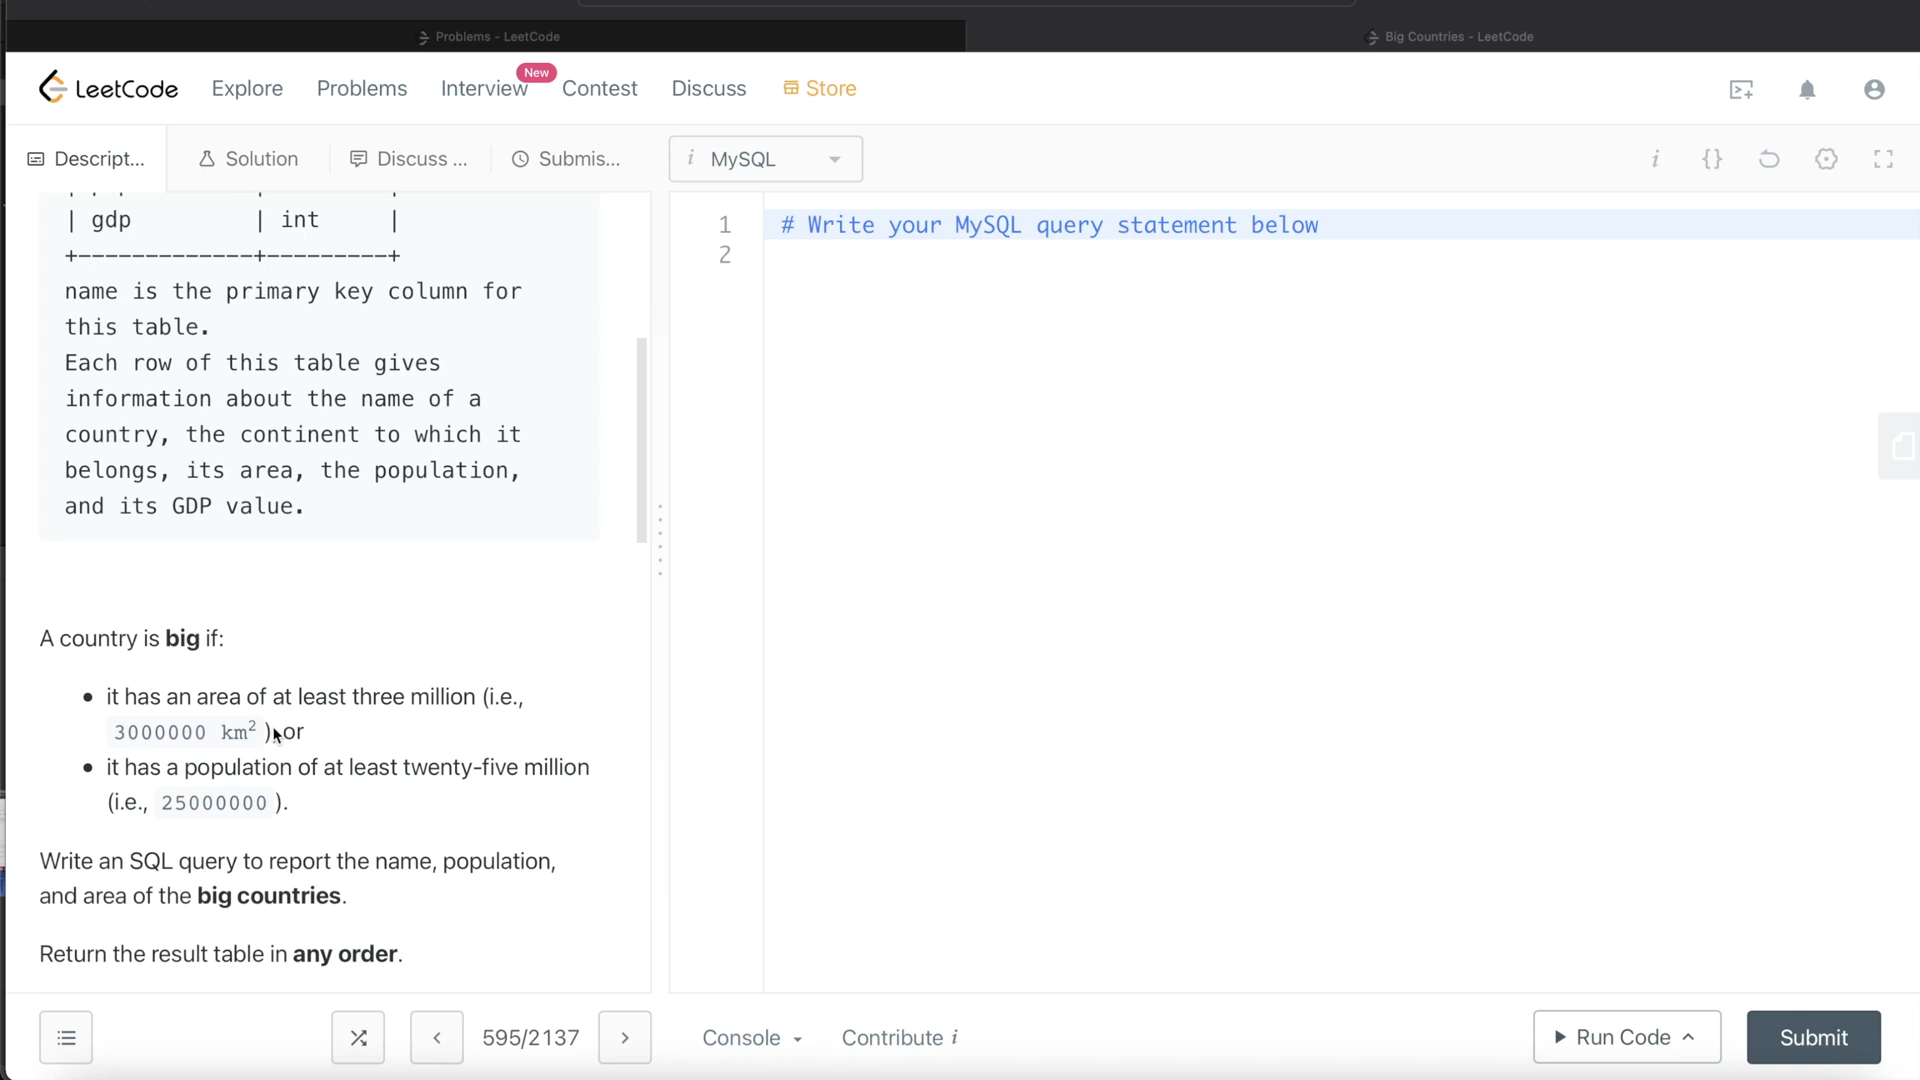 Problems - LeetCode
Big Countries - LeetCode
LeetCode Explore Problems Interview New Contest Discuss Store
Descript... Solution Discuss ... Submis... i MySQL i {}
| gdp | int |
+-------------+---------+
name is the primary key column for
this table.
Each row of this table gives
information about the name of a
country, the continent to which it
belongs, its area, the population,
and its GDP value.
A country is big if:
• it has an area of at least three million (i.e.,
3000000 km² ), or
• it has a population of at least twenty-five million
(i.e., 25000000 ).
Write an SQL query to report the name, population,
and area of the big countries.
Return the result table in any order.
1 # Write your MySQL query statement below
2
< 595/2137 > Console Contribute i Run Code Submit